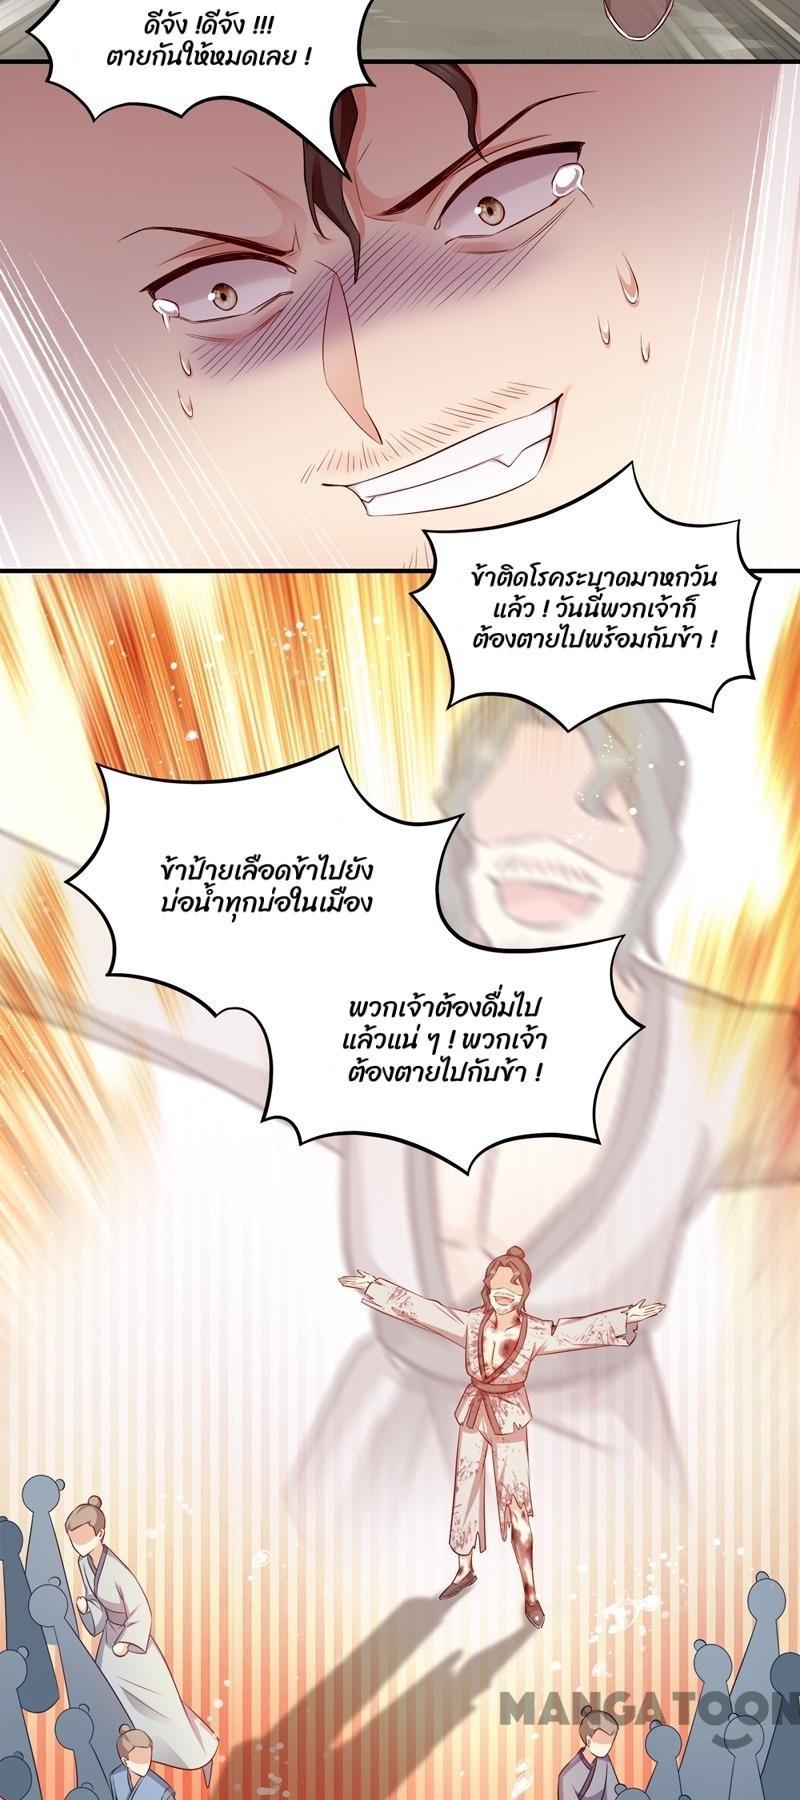 ดีจัง !ดีจัง !!!
ตายกันให้หมดเลย !
ข้าติดโรคระบาดมาหกวัน
แล้ว ! วันนี้พวกเจ้าก็
ต้องตายไปพร้อมกับข้า !
ข้าป้ายเลือดข้าไปยัง
บ่อน้ำทุกบ่อในเมือง
พวกเจ้าต้องดื่มไป
แล้วแน่ ๆ ! พวกเจ้า
ต้องตายไปกับข้า !
MANGATOON